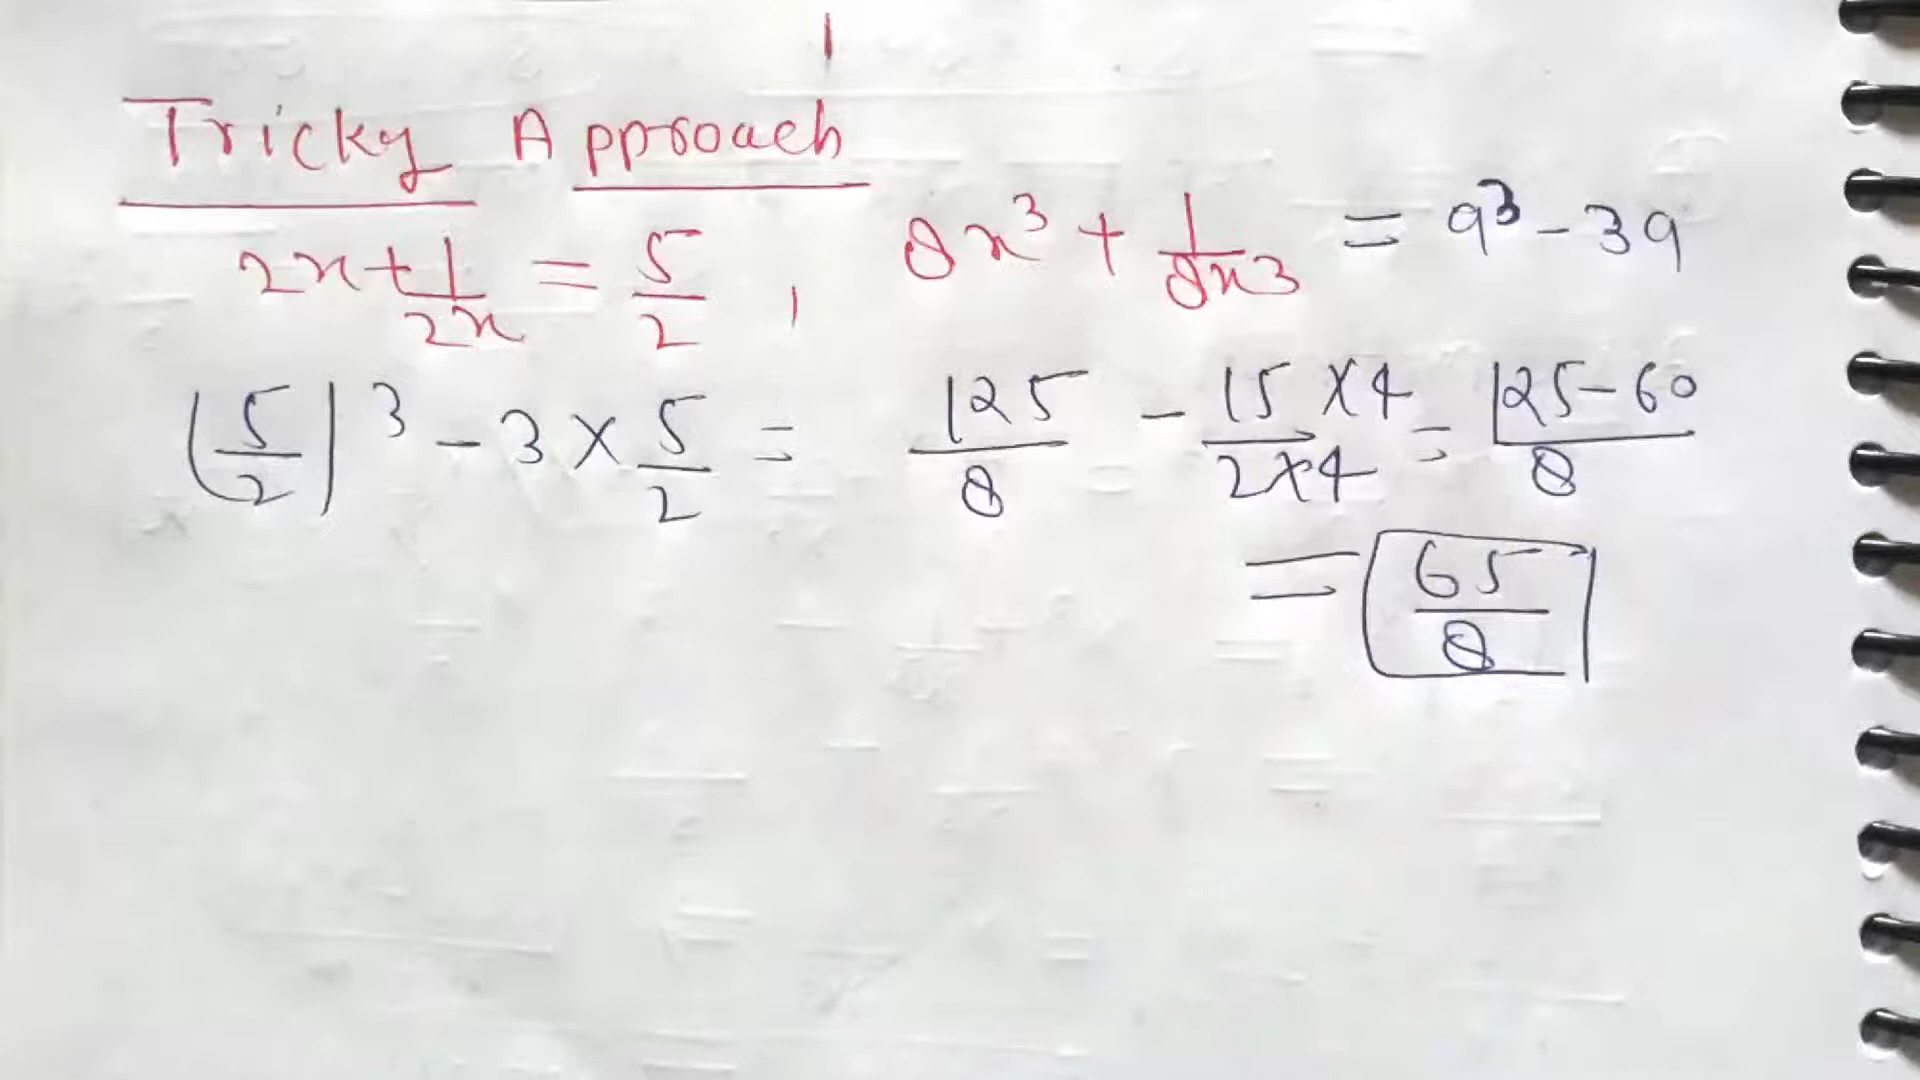 Tricky Approach
2x + 1/2x = 5/2 , 8x³ + 1/8x³ = a³ - 3a
(5/2)³ - 3 × 5/2 = 125/8 - 15×4/2×4 = 125-60/8
= 65/8